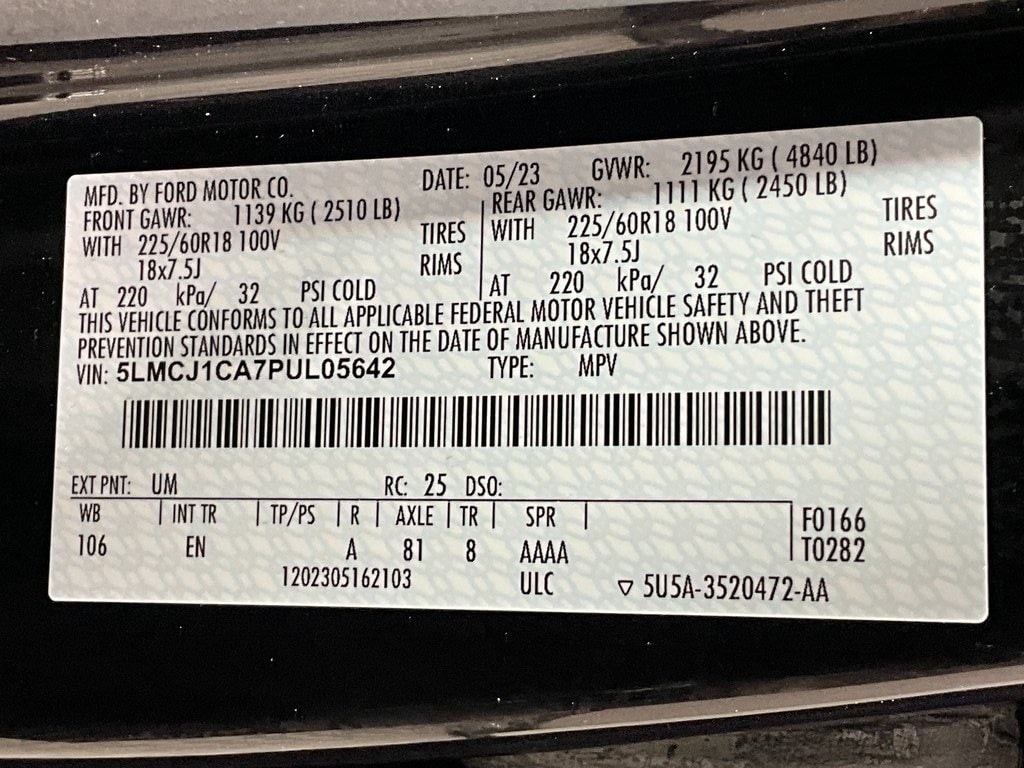 MFD. BY FORD MOTOR CO. DATE: 05/23 GVWR: 2195 KG ( 4840 LB)
FRONT GAWR: 1139 KG ( 2510 LB) REAR GAWR: 1111 KG ( 2450 LB)
WITH 225/60R18 100V TIRES WITH 225/60R18 100V TIRES
18x7.5J RIMS 18x7.5J RIMS
AT 220 kPa/ 32 PSI COLD AT 220 kPa/ 32 PSI COLD
THIS VEHICLE CONFORMS TO ALL APPLICABLE FEDERAL MOTOR VEHICLE SAFETY AND THEFT
PREVENTION STANDARDS IN EFFECT ON THE DATE OF MANUFACTURE SHOWN ABOVE.
VIN: 5LMCJ1CA7PUL05642 TYPE: MPV
EXT PNT: UM RC: 25 DSO:
WB INT TR TP/PS R AXLE TR SPR F0166
106 EN A 81 8 AAAA T0282
1202305162103 ULC ▽ 5U5A-3520472-AA